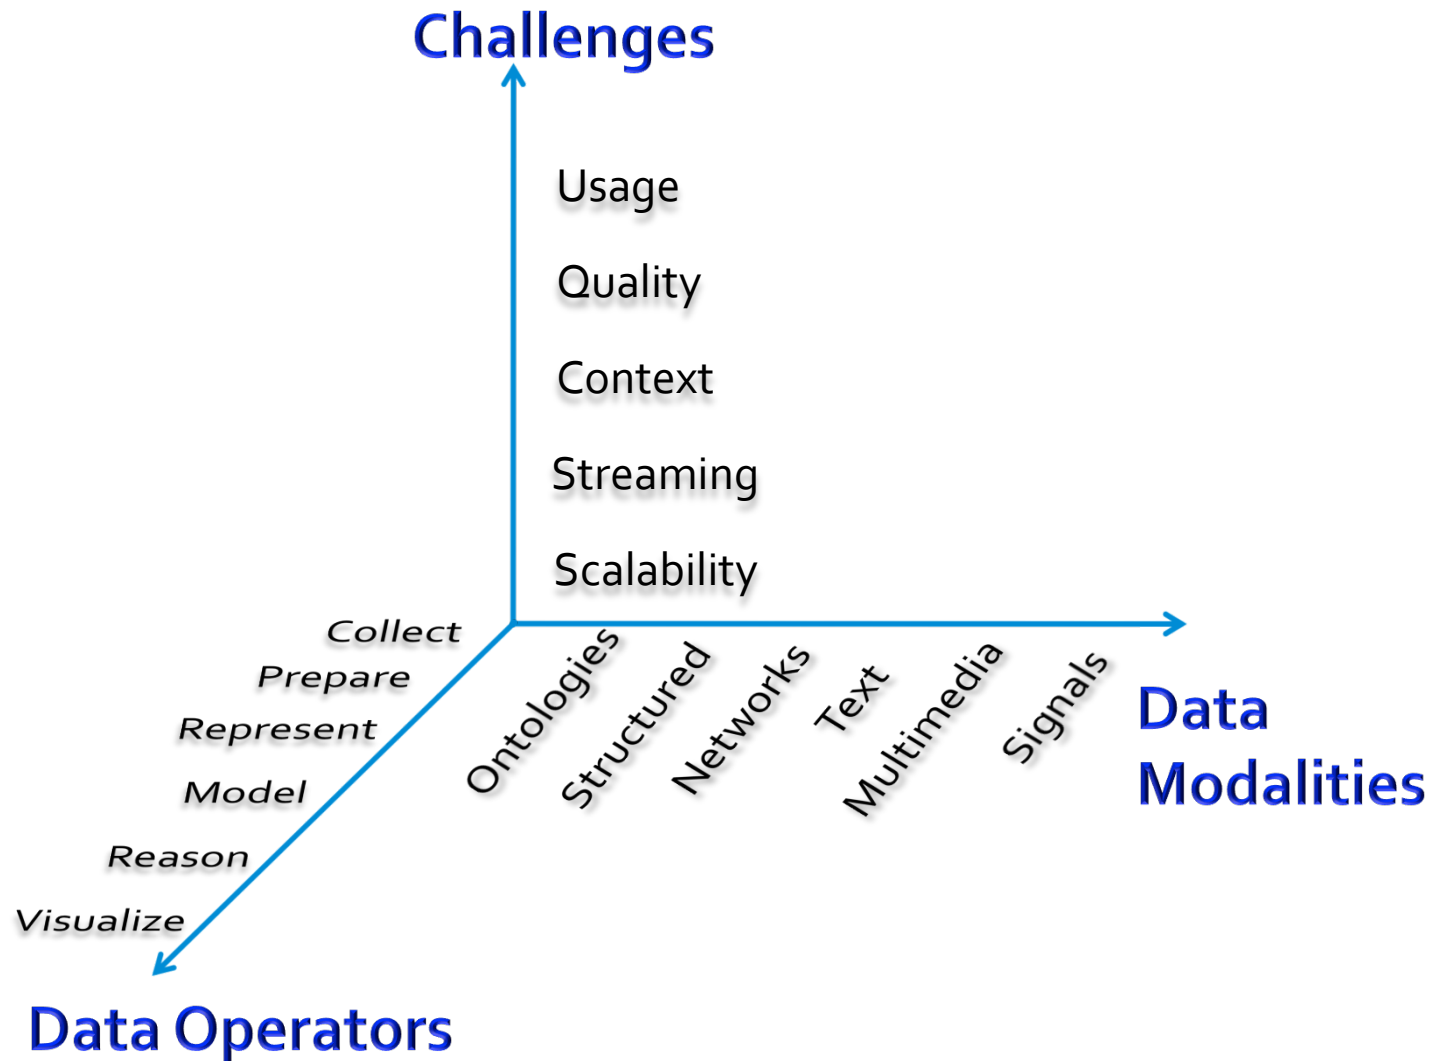 Challenges
Usage
Quality
Context
Streaming
Scalability
Collect
Prepare
Represent
Model
Reason
Visualize
Data Operators
Ontologies
Structured
Networks
Text
Multimedia
Signals
Data
Modalities